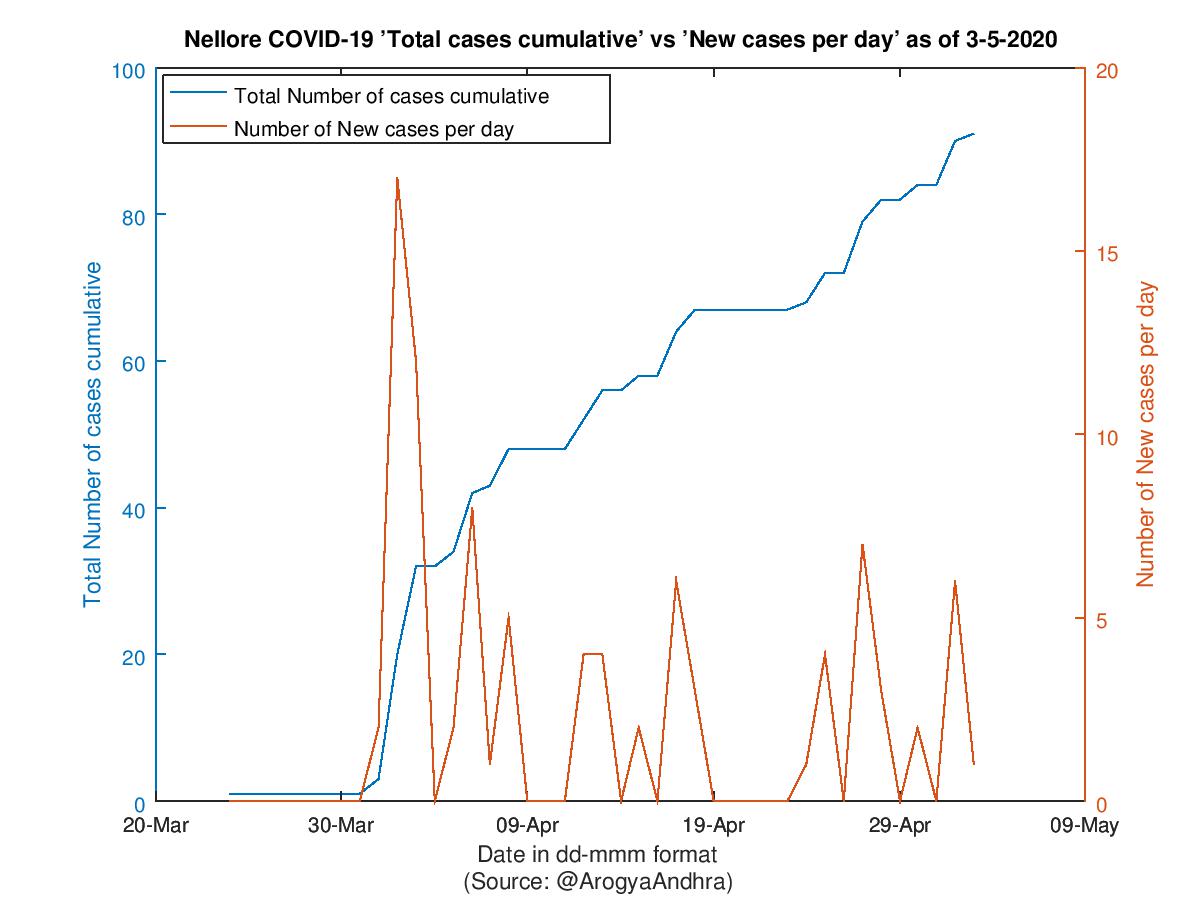 Nellore COVID-19 ’Total cases cumulative’ vs ’New cases per day’ as of 3-5-2020
Total Number of cases cumulative
Number of New cases per day
Total Number of cases cumulative
100
80
60
40
20
0
20
15
10
5
0
Number of New cases per day
20-Mar 30-Mar 09-Apr 19-Apr 29-Apr 09-May
Date in dd-mmm format
(Source: @ArogyaAndhra)